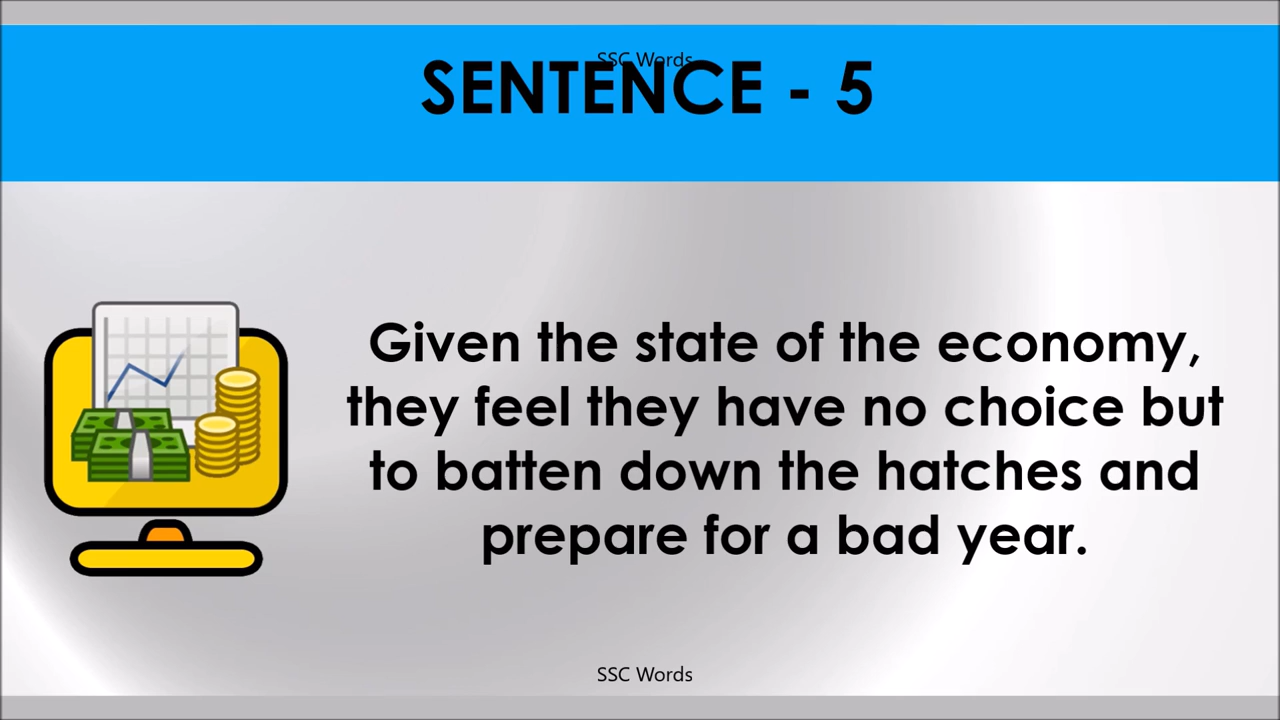 SSC Words
SENTENCE - 5
Given the state of the economy,
they feel they have no choice but
to batten down the hatches and
prepare for a bad year.
SSC Words